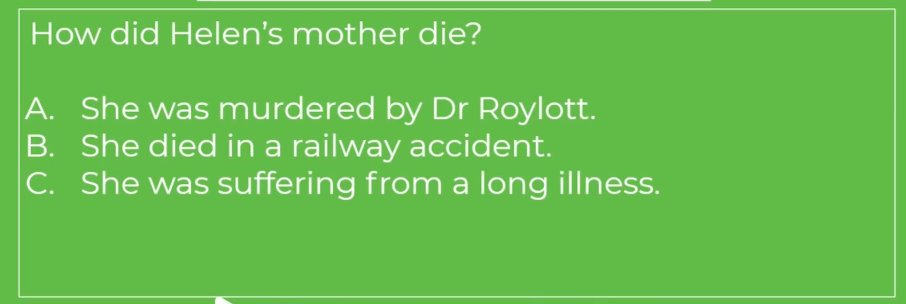 How did Helen’s mother die?
A. She was murdered by Dr Roylott.
B. She died in a railway accident.
C. She was suffering from a long illness.